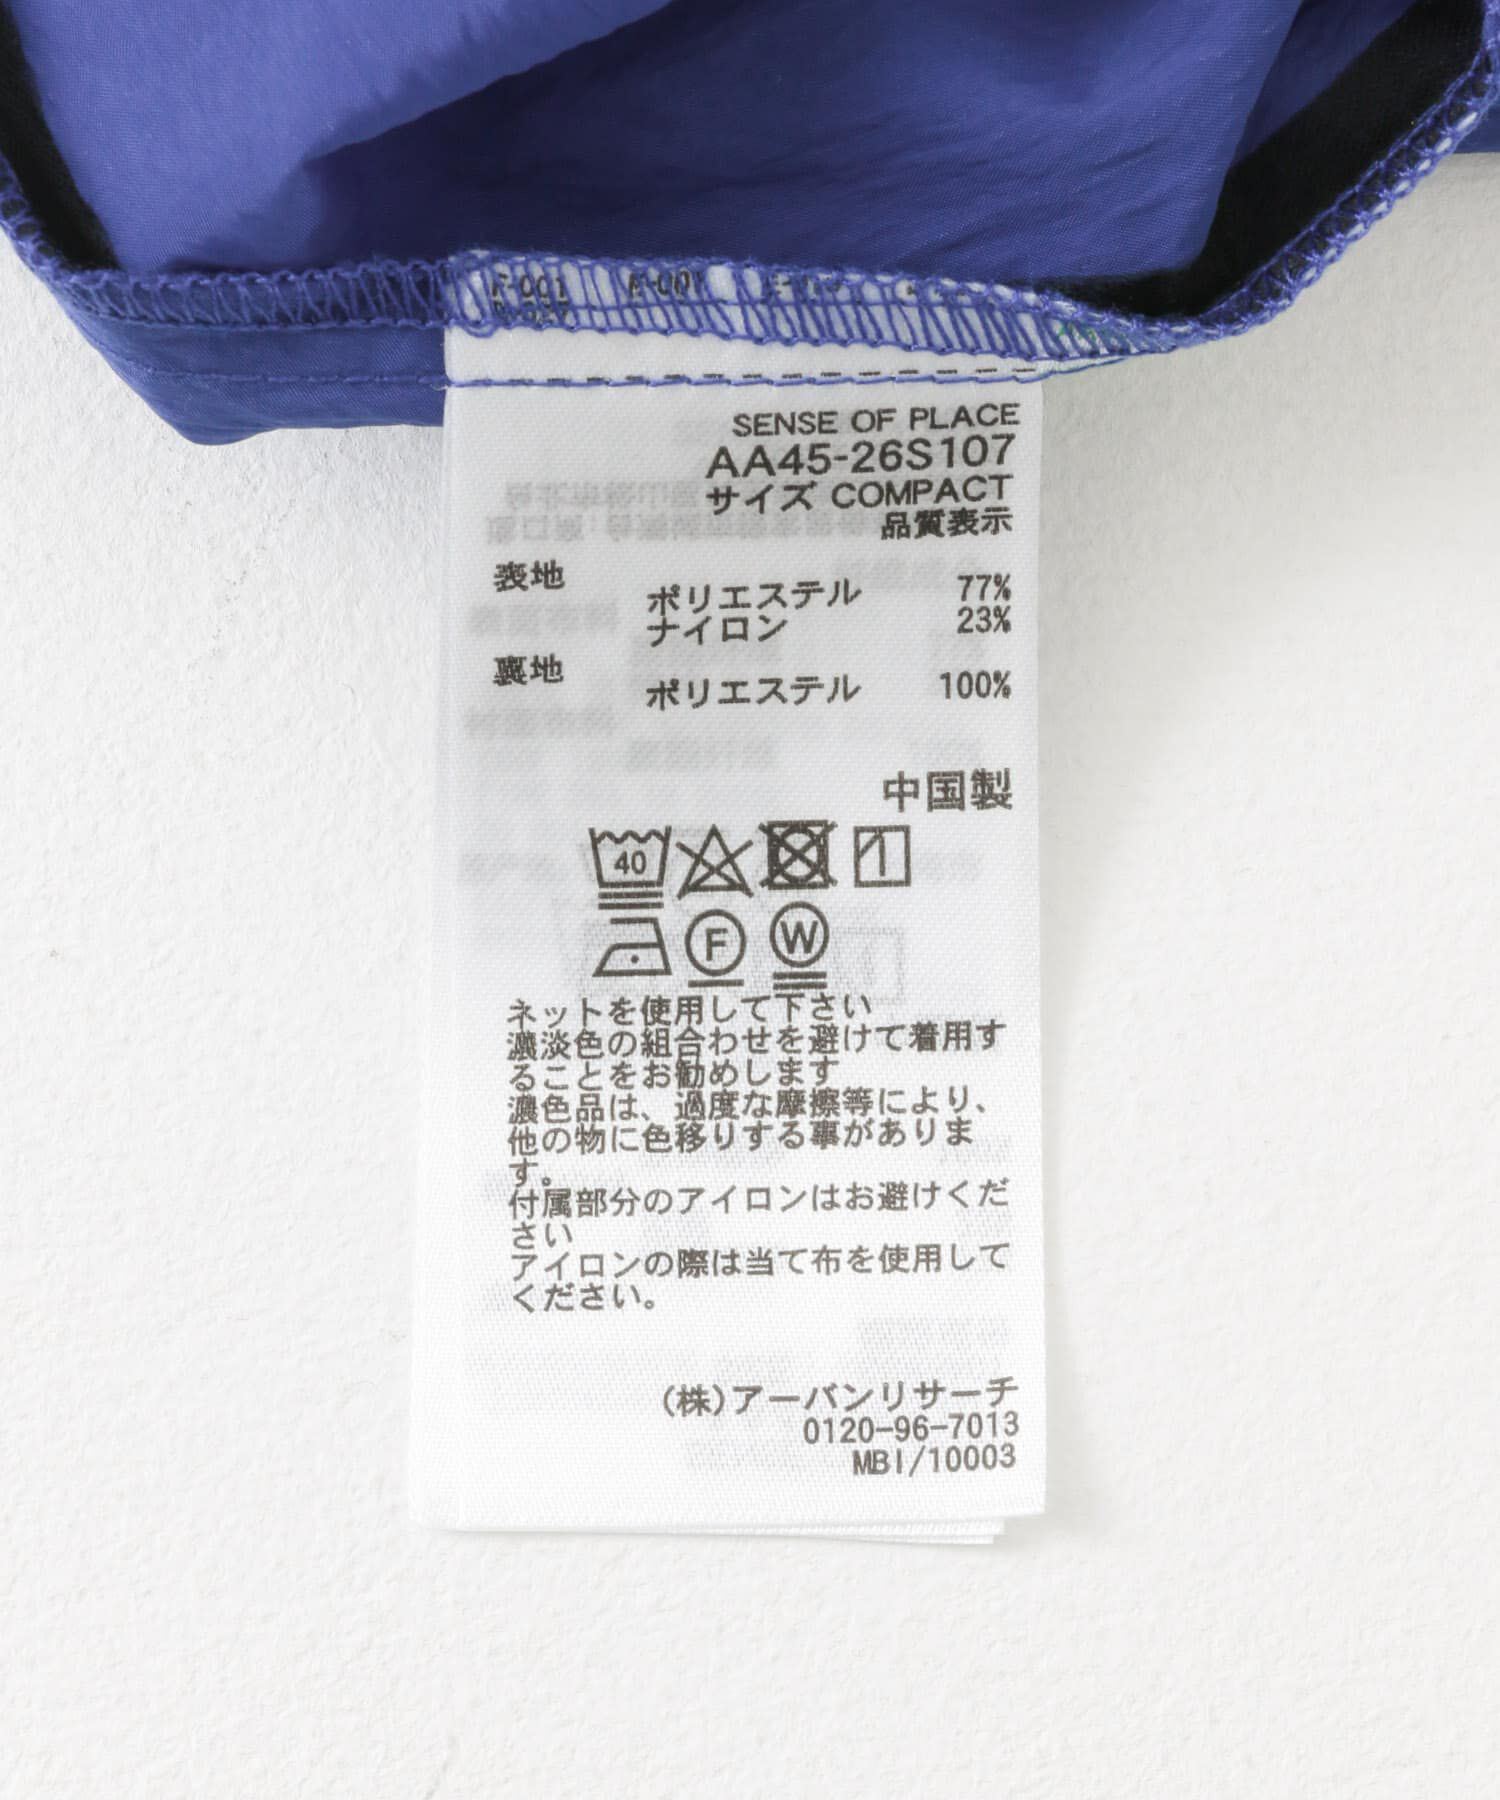 SENSE OF PLACE
AA45-26S107
サイズ COMPACT
品質表示
表地
ポリエステル 77%
ナイロン 23%
裏地
ポリエステル 100%
中国製
40
F W
ネットを使用して下さい
濃淡色の組合わせを避けて着用す
ることをお勧めします
濃色品は、過度な摩擦等により、
他の物に色移りする事がありま
す。
付属部分のアイロンはお避けくだ
さい
アイロンの際は当て布を使用して
ください。
(株)アーバンリサーチ
0120-96-7013
MBI/10003